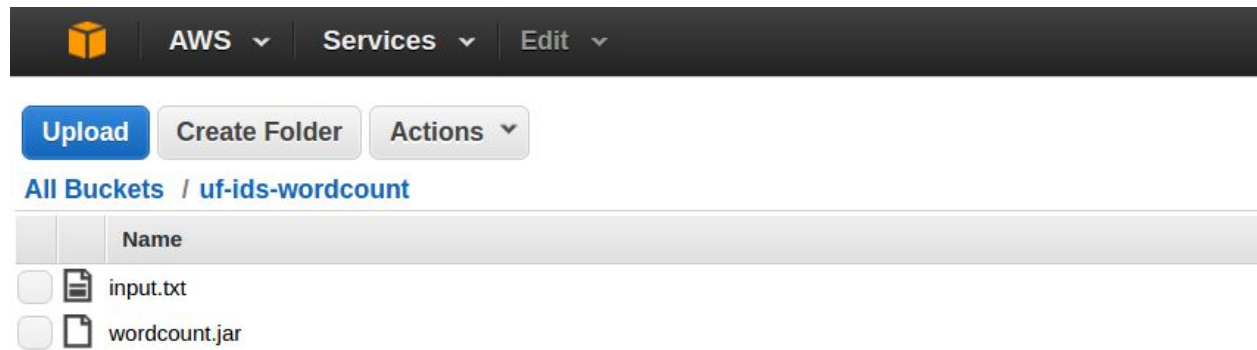 AWS Services Edit
Upload Create Folder Actions
All Buckets / uf-ids-wordcount
Name
input.txt
wordcount.jar